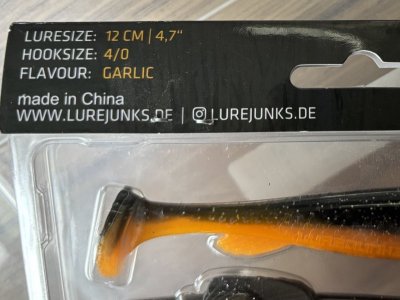 LURESIZE: 12 CM | 4,7"
HOOKSIZE: 4/0
FLAVOUR: GARLIC
made in China
WWW.LUREJUNKS.DE | LUREJUNKS.DE